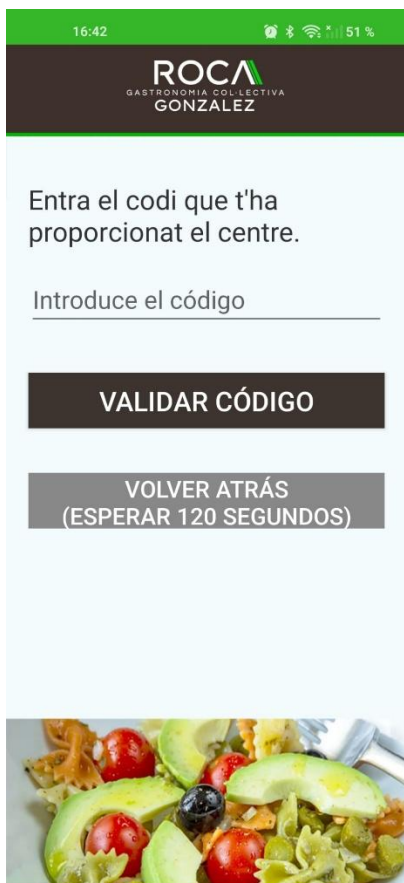 16:42
51 %
ROCA
GASTRONOMIA COL·LECTIVA
GONZALEZ
Entra el codi que t'ha
proporcionat el centre.
Introduce el código
VALIDAR CÓDIGO
VOLVER ATRÁS
(ESPERAR 120 SEGUNDOS)